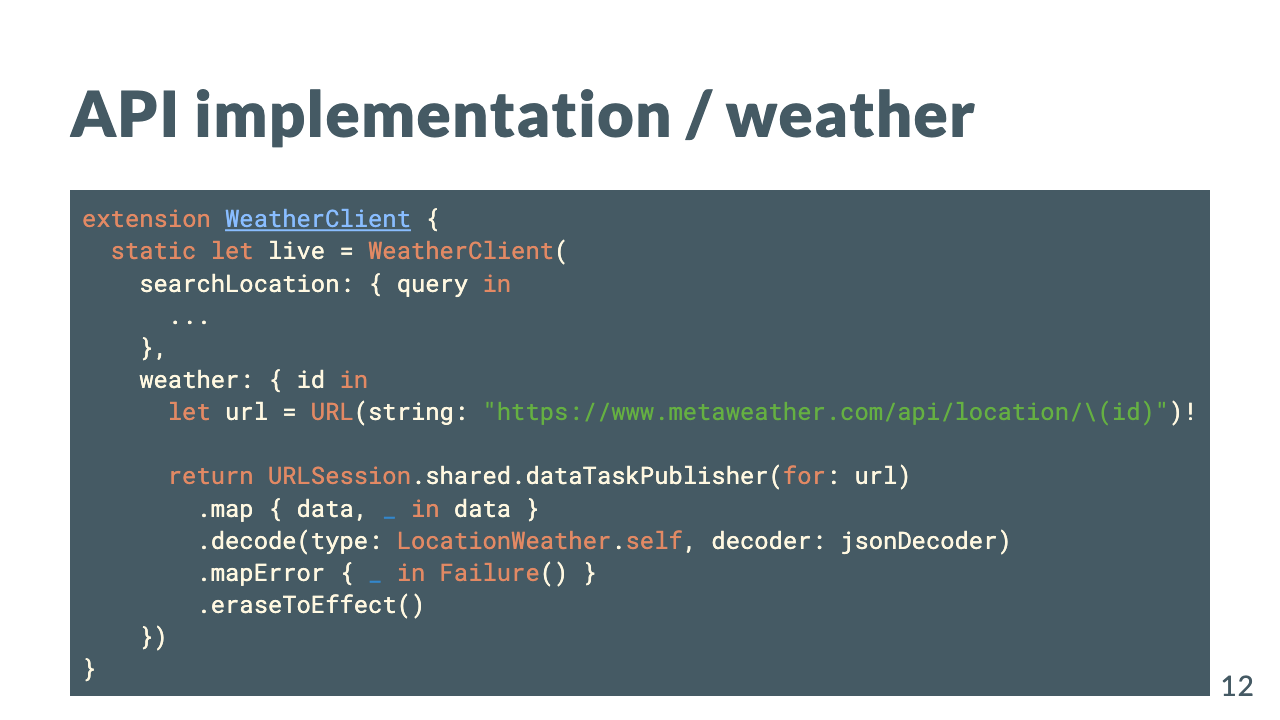 API implementation / weather
extension WeatherClient {
  static let live = WeatherClient(
    searchLocation: { query in
      ...
    },
    weather: { id in
      let url = URL(string: "https://www.metaweather.com/api/location/\(id)")!

      return URLSession.shared.dataTaskPublisher(for: url)
        .map { data, _ in data }
        .decode(type: LocationWeather.self, decoder: jsonDecoder)
        .mapError { _ in Failure() }
        .eraseToEffect()
    })
}
12